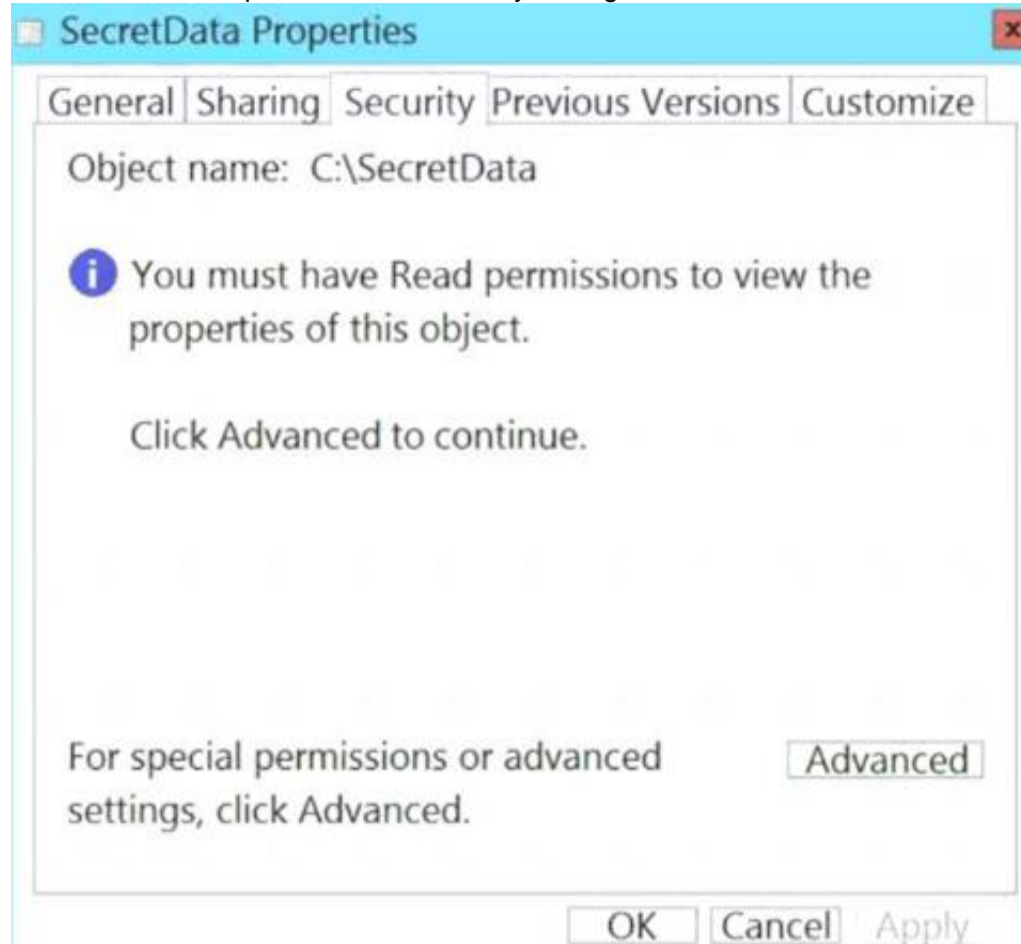 SecretData Properties
x
General Sharing Security Previous Versions Customize
Object name: C:\SecretData
i You must have Read permissions to view the
properties of this object.
Click Advanced to continue.
For special permissions or advanced
settings, click Advanced.
Advanced
OK Cancel Apply